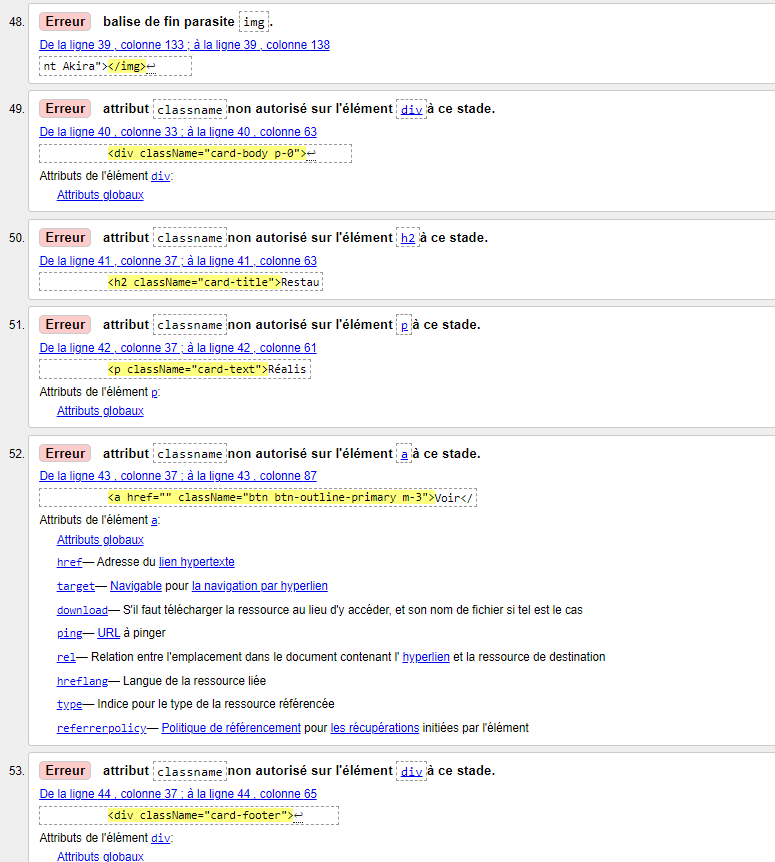 48. Erreur balise de fin parasite img.
De la ligne 39 , colonne 133 ; à la ligne 39 , colonne 138
nt Akira"></img>↩
49. Erreur attribut classname non autorisé sur l'élément div à ce stade.
De la ligne 40 , colonne 33 ; à la ligne 40 , colonne 63
<div className="card-body p-0">↩
Attributs de l'élément div:
Attributs globaux
50. Erreur attribut classname non autorisé sur l'élément h2 à ce stade.
De la ligne 41 , colonne 37 ; à la ligne 41 , colonne 63
<h2 className="card-title">Restau
51. Erreur attribut classname non autorisé sur l'élément p à ce stade.
De la ligne 42 , colonne 37 ; à la ligne 42 , colonne 61
<p className="card-text">Réalis
Attributs de l'élément p:
Attributs globaux
52. Erreur attribut classname non autorisé sur l'élément a à ce stade.
De la ligne 43 , colonne 37 ; à la ligne 43 , colonne 87
<a href="" className="btn btn-outline-primary m-3">Voir</
Attributs de l'élément a:
Attributs globaux
href— Adresse du lien hypertexte
target— Navigable pour la navigation par hyperlien
download— S'il faut télécharger la ressource au lieu d'y accéder, et son nom de fichier si tel est le cas
ping— URL à pinger
rel— Relation entre l'emplacement dans le document contenant l' hyperlien et la ressource de destination
hreflang— Langue de la ressource liée
type— Indice pour le type de la ressource référencée
referrerpolicy— Politique de référencement pour les récupérations initiées par l'élément
53. Erreur attribut classname non autorisé sur l'élément div à ce stade.
De la ligne 44 , colonne 37 ; à la ligne 44 , colonne 65
<div className="card-footer">↩
Attributs de l'élément div:
Attributs globaux